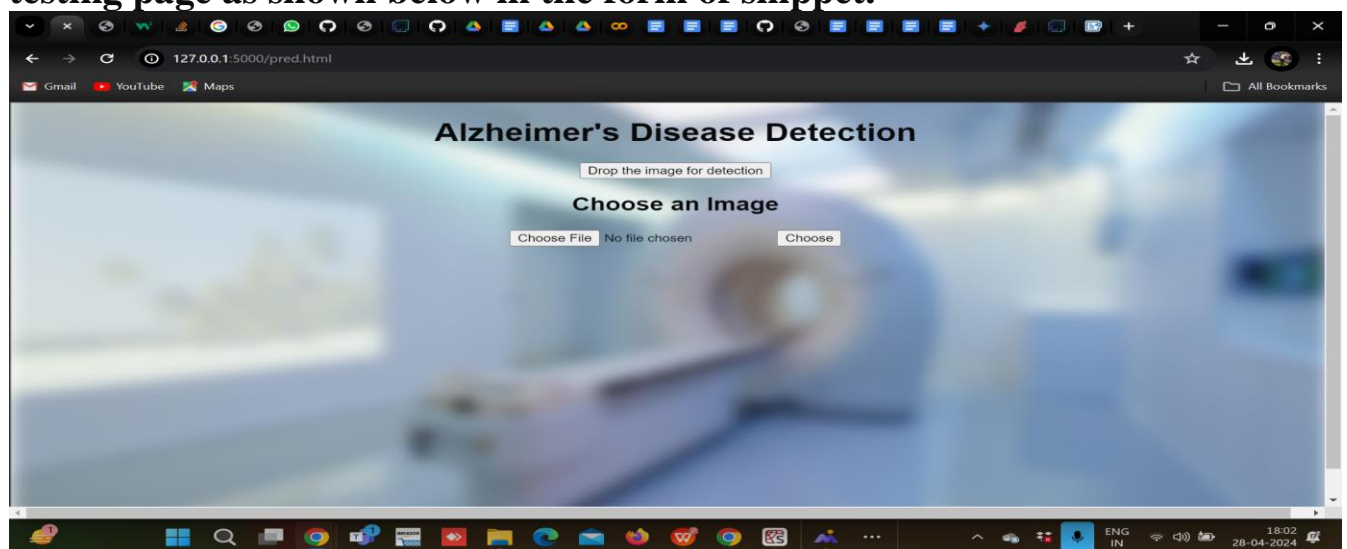 testing page as shown below in the form of snippet.
127.0.0.1:5000/pred.html
Gmail YouTube Maps All Bookmarks
Alzheimer's Disease Detection
Drop the image for detection
Choose an Image
Choose File No file chosen Choose
ENG 18:02
IN 28-04-2024